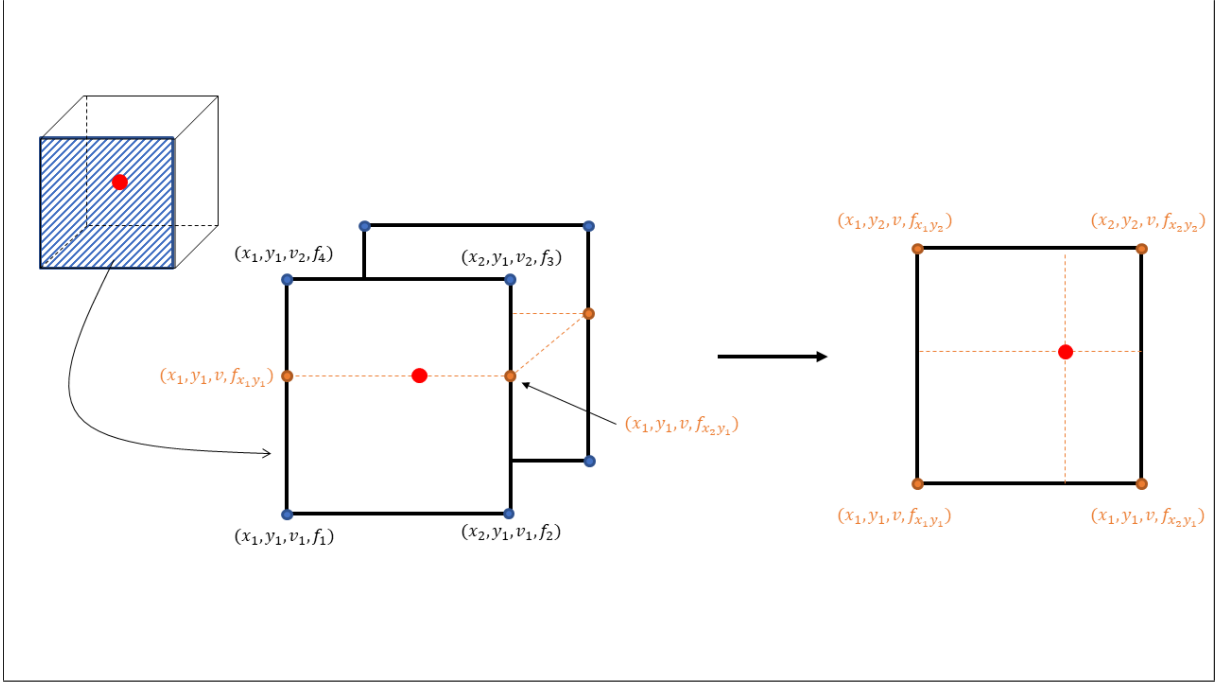 (x₁, y₁, v₂, f₄)
(x₂, y₁, v₂, f₃)
(x₁, y₁, v, f_{x₁y₁})
(x₁, y₁, v, f_{x₂y₁})
(x₁, y₁, v₁, f₁)
(x₂, y₁, v₁, f₂)
(x₁, y₂, v, f_{x₁y₂})
(x₂, y₂, v, f_{x₂y₂})
(x₁, y₁, v, f_{x₁y₁})
(x₁, y₁, v, f_{x₂y₁})